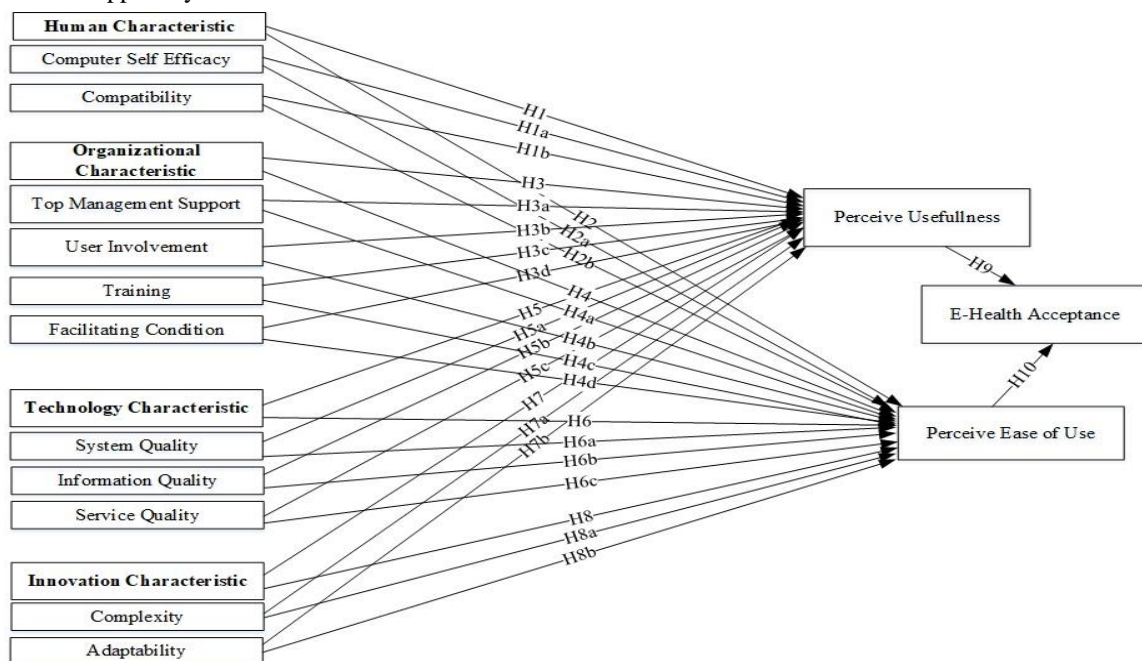 Human Characteristic
Computer Self Efficacy
Compatibility
Organizational
Characteristic
Top Management Support
User Involvement
Training
Facilitating Condition
Technology Characteristic
System Quality
Information Quality
Service Quality
Innovation Characteristic
Complexity
Adaptability
H1
H1a
H1b
H3
H3a
H3b
H3c
H3d
H5
H5a
H5b
H5c
H7
H7a
H7b
H2
H2a
H2b
H4
H4a
H4b
H4c
H4d
H6
H6a
H6b
H6c
H8
H8a
H8b
Perceive Usefullness
H9
E-Health Acceptance
H10
Perceive Ease of Use